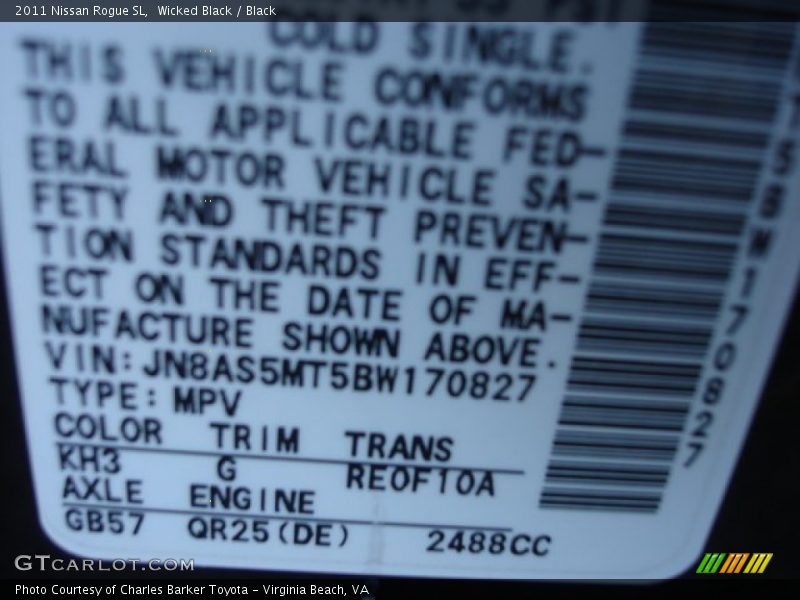 2011 Nissan Rogue SL, Wicked Black / Black
COLD SINGLE.
THIS VEHICLE CONFORMS
TO ALL APPLICABLE FED-
ERAL MOTOR VEHICLE SA-
FETY AND THEFT PREVEN-
TION STANDARDS IN EFF-
ECT ON THE DATE OF MA-
NUFACTURE SHOWN ABOVE.
VIN: JN8AS5MT5BW170827
TYPE: MPV
COLOR TRIM TRANS
KH3 G RE0F10A
AXLE ENGINE
GB57 QR25(DE) 2488CC
T5BW170827
GTCARLOT.COM
Photo Courtesy of Charles Barker Toyota - Virginia Beach, VA